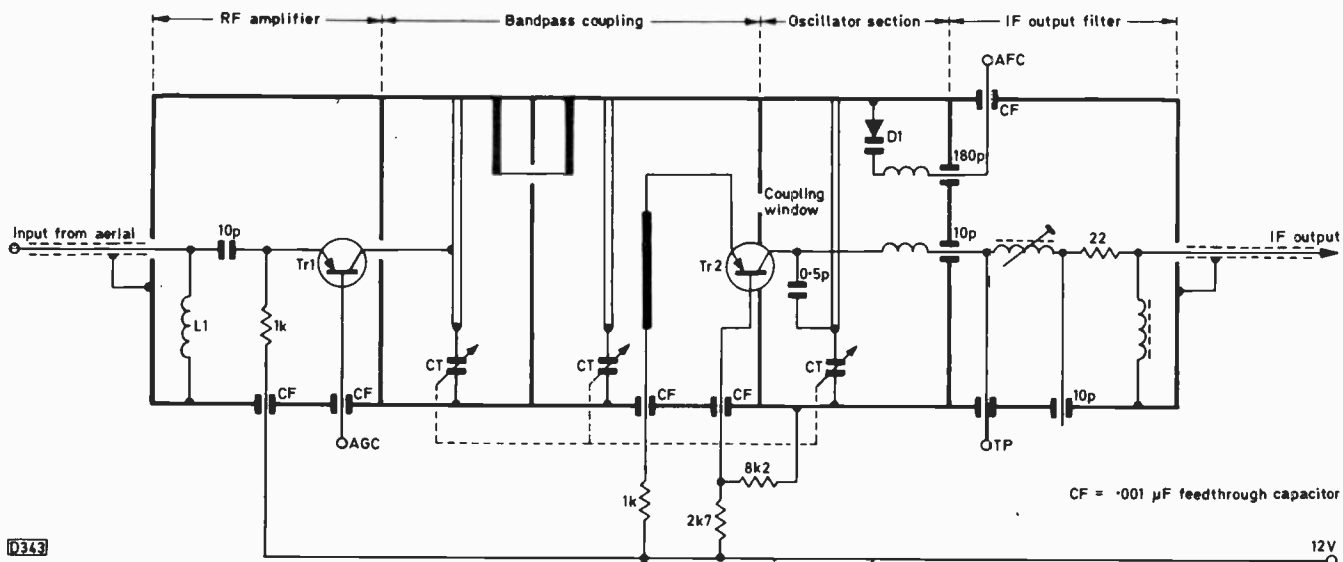 RF amplifier
Bandpass coupling
Oscillator section
IF output filter
AFC
CF
D1
180p
Coupling
window
Input from aerial
10p
Tr1
Tr2
0·5p
10p
22
IF output
L1
1k
CT
CT
CT
CF
CF
CF
CF
10p
AGC
TP
8k2
1k
2k7
CF = ·001 µF feedthrough capacitor
D343
12V